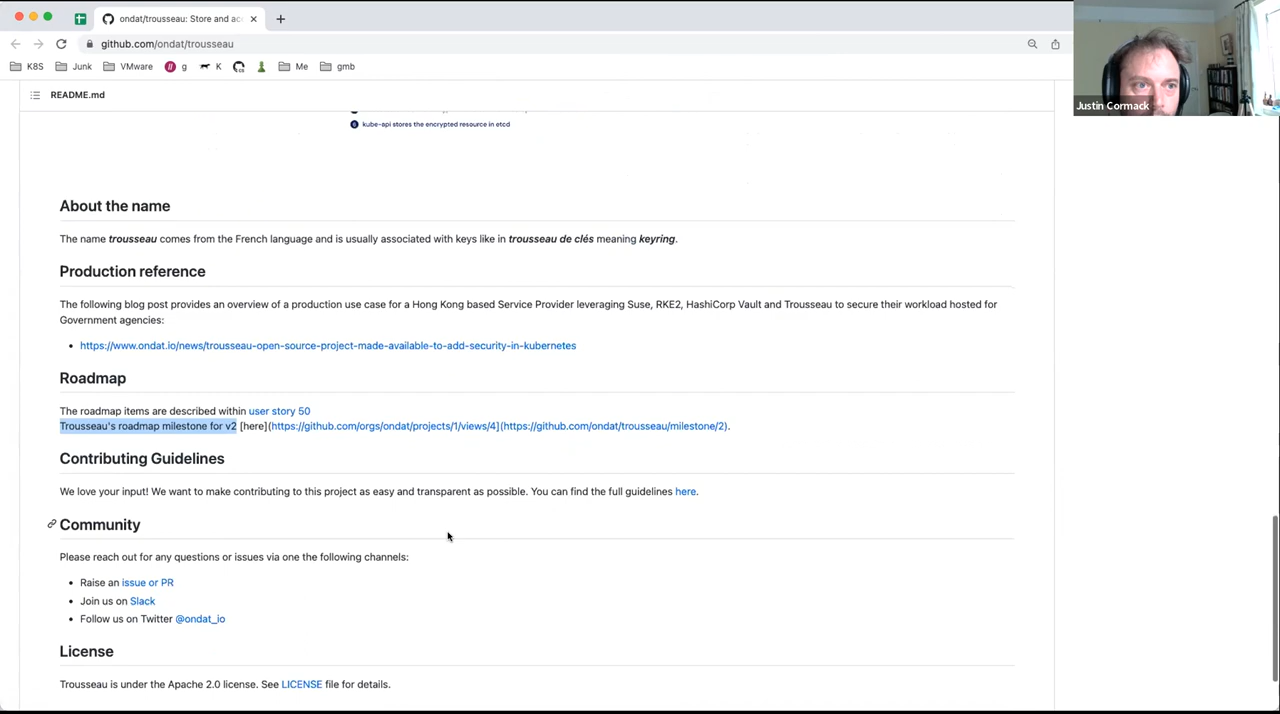 ondat/trousseau: Store and acc
github.com/ondat/trousseau
K8S
Junk
VMware
g
K
Me
gmb
Justin Cormack
README.md
kube-api stores the encrypted resource in etcd
About the name
The name trousseau comes from the French language and is usually associated with keys like in trousseau de clés meaning keyring.
Production reference
The following blog post provides an overview of a production use case for a Hong Kong based Service Provider leveraging Suse, RKE2, HashiCorp Vault and Trousseau to secure their workload hosted for
Government agencies:
https://www.ondat.io/news/trousseau-open-source-project-made-available-to-add-security-in-kubernetes
Roadmap
The roadmap items are described within user story 50
Trousseau's roadmap milestone for v2 [here](https://github.com/orgs/ondat/projects/1/views/4](https://github.com/ondat/trousseau/milestone/2).
Contributing Guidelines
We love your input! We want to make contributing to this project as easy and transparent as possible. You can find the full guidelines here.
Community
Please reach out for any questions or issues via one the following channels:
Raise an issue or PR
Join us on Slack
Follow us on Twitter @ondat_io
License
Trousseau is under the Apache 2.0 license. See LICENSE file for details.